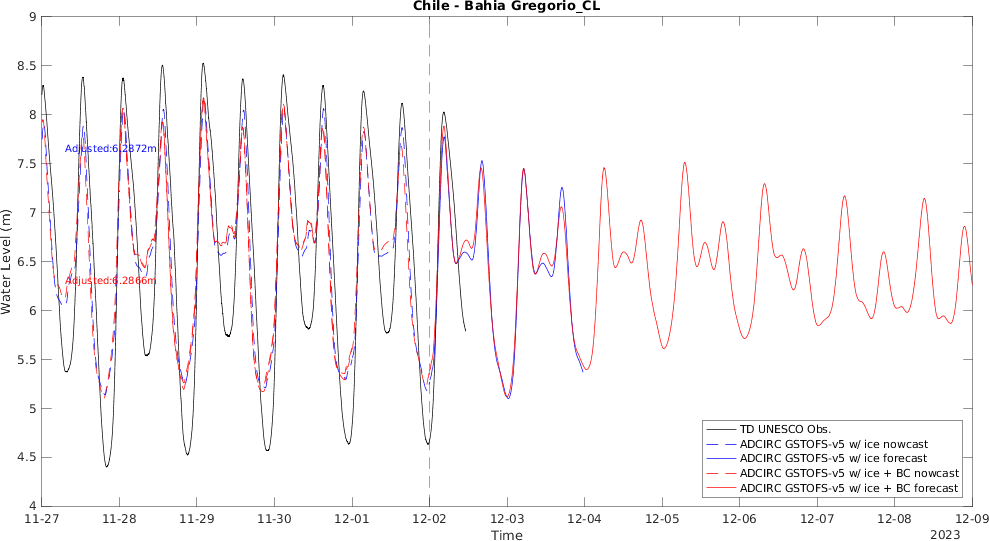 Chile - Bahia Gregorio_CL
9
8.5
8
7.5
7
6.5
6
5.5
5
4.5
4
Water Level (m)
Adjusted:6.2872m
Adjusted:6.2866m
TD UNESCO Obs.
ADCIRC GSTOFS-v5 w/ ice nowcast
ADCIRC GSTOFS-v5 w/ ice forecast
ADCIRC GSTOFS-v5 w/ ice + BC nowcast
ADCIRC GSTOFS-v5 w/ ice + BC forecast
11-27 11-28 11-29 11-30 12-01 12-02 12-03 12-04 12-05 12-06 12-07 12-08 12-09
Time
2023